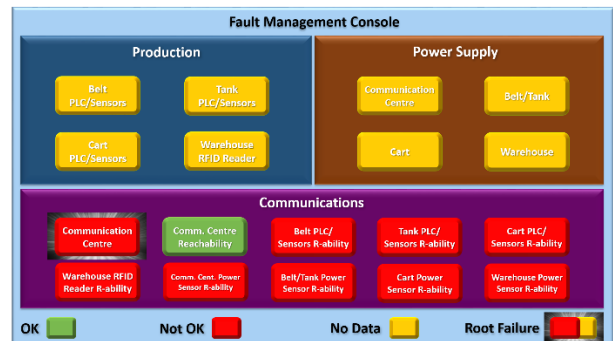 Fault Management Console
Production
Power Supply
Belt
PLC/Sensors
Tank
PLC/Sensors
Communication
Centre
Belt/Tank
Cart
PLC/Sensors
Warehouse
RFID Reader
Cart
Warehouse
Communications
Communication
Centre
Comm. Centre
Reachability
Belt PLC/
Sensors R-ability
Tank PLC/
Sensors R-ability
Cart PLC/
Sensors R-ability
Warehouse RFID
Reader R-ability
Comm. Cent. Power
Sensor R-ability
Belt/Tank Power
Sensor R-ability
Cart Power
Sensor R-ability
Warehouse Power
Sensor R-ability
OK
Not OK
No Data
Root Failure